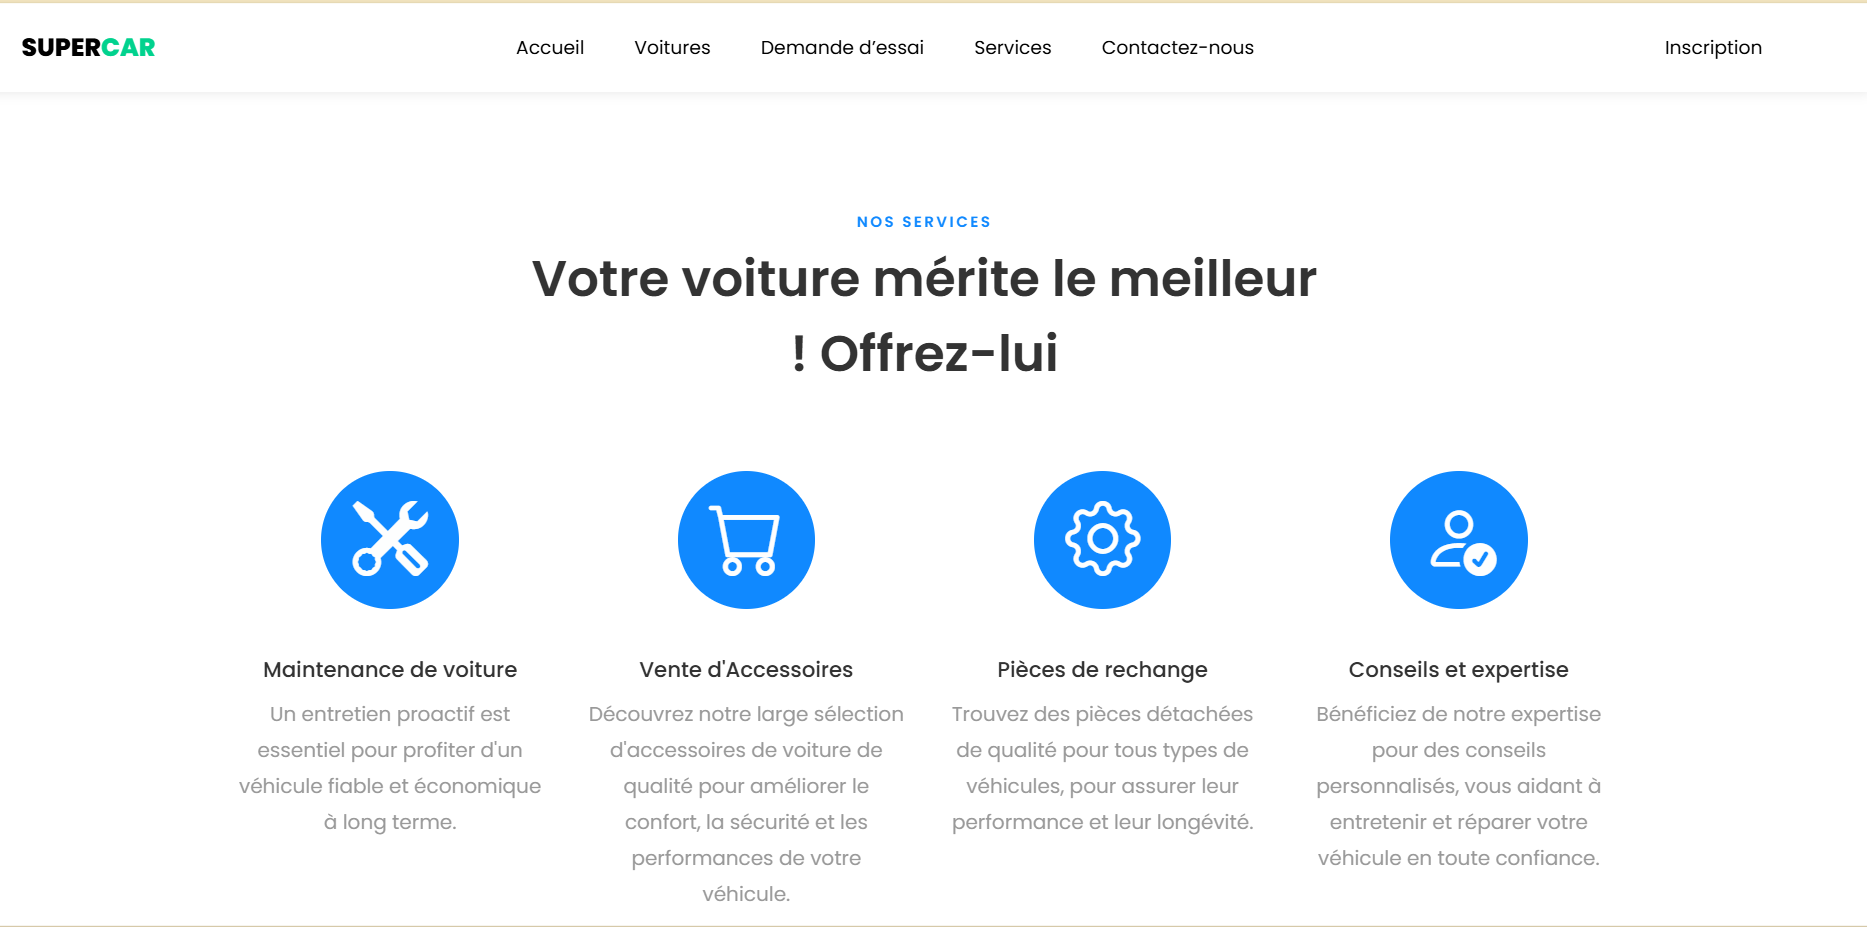 SUPERCAR
Accueil
Voitures
Demande d’essai
Services
Contactez-nous
Inscription
NOS SERVICES
Votre voiture mérite le meilleur
! Offrez-lui
Maintenance de voiture
Un entretien proactif est
essentiel pour profiter d'un
véhicule fiable et économique
à long terme.
Vente d'Accessoires
Découvrez notre large sélection
d'accessoires de voiture de
qualité pour améliorer le
confort, la sécurité et les
performances de votre
véhicule.
Pièces de rechange
Trouvez des pièces détachées
de qualité pour tous types de
véhicules, pour assurer leur
performance et leur longévité.
Conseils et expertise
Bénéficiez de notre expertise
pour des conseils
personnalisés, vous aidant à
entretenir et réparer votre
véhicule en toute confiance.